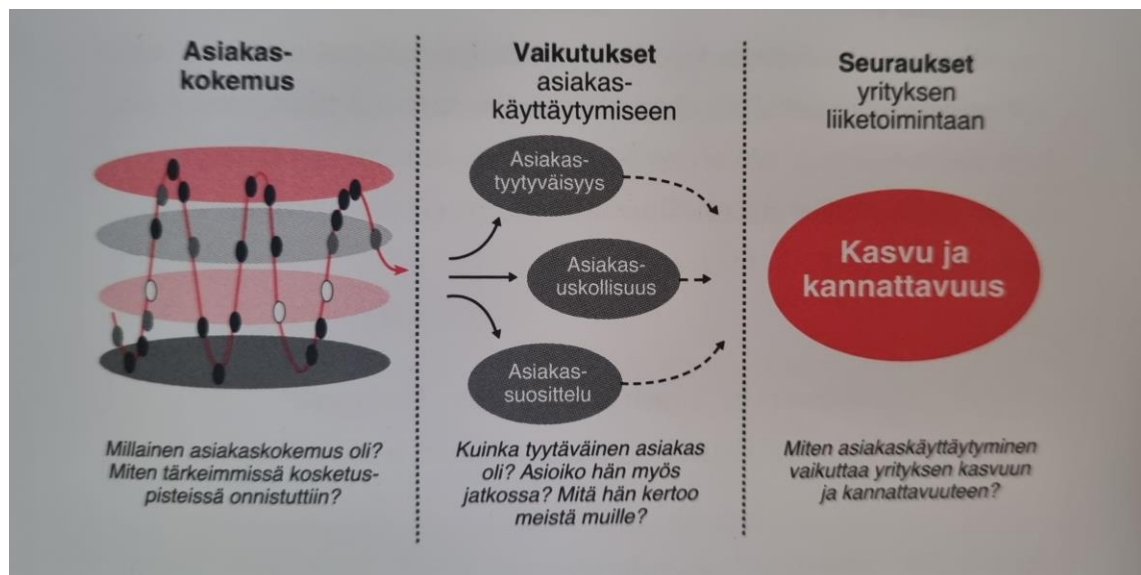 Asiakas-
kokemus
Millainen asiakaskokemus oli?
Miten tärkeimmissä kosketus-
pisteissä onnistuttiin?
Vaikutukset
asiakas-
käyttäytymiseen
Asiakas-
tyytyväisyys
Asiakas-
uskollisuus
Asiakas-
suosittelu
Kuinka tyytäväinen asiakas
oli? Asioiko hän myös
jatkossa? Mitä hän kertoo
meistä muille?
Seuraukset
yrityksen
liiketoimintaan
Kasvu ja
kannattavuus
Miten asiakaskäyttäytyminen
vaikuttaa yrityksen kasvuun
ja kannattavuuteen?